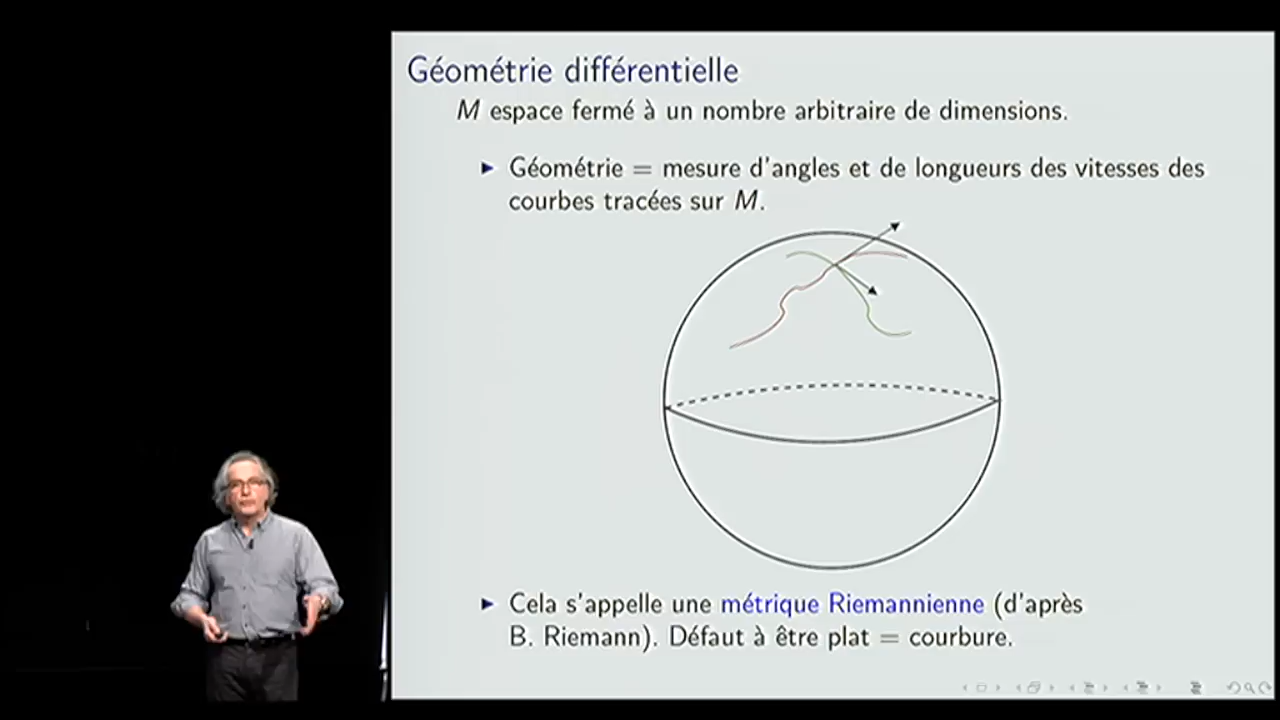 Géométrie différentielle
M espace fermé à un nombre arbitraire de dimensions.
► Géométrie = mesure d'angles et de longueurs des vitesses des
courbes tracées sur M.
► Cela s'appelle une métrique Riemannienne (d'après
B. Riemann). Défaut à être plat = courbure.